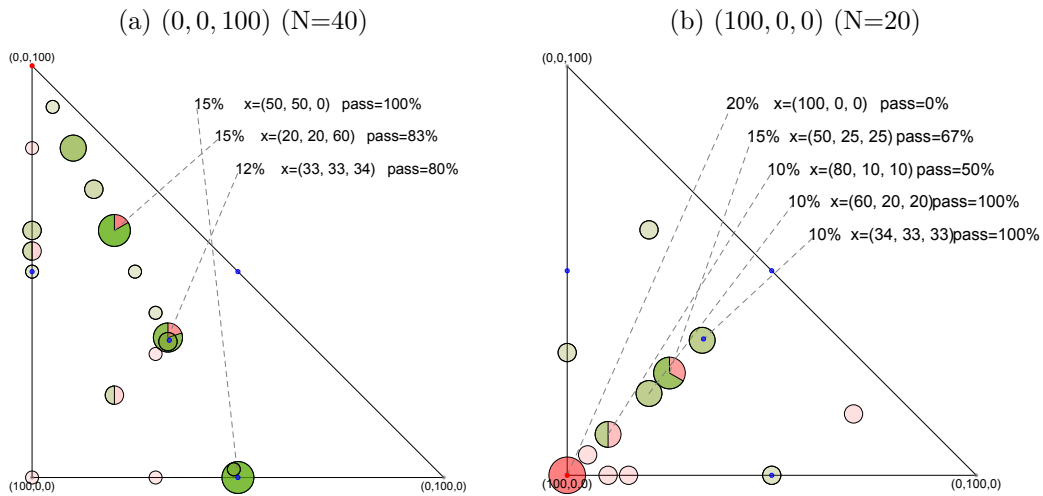 (a) (0, 0, 100) (N=40)
(0,0,100)
15% x=(50, 50, 0) pass=100%
15% x=(20, 20, 60) pass=83%
12% x=(33, 33, 34) pass=80%
(100,0,0)
(0,100,0)
(b) (100, 0, 0) (N=20)
(0,0,100)
20% x=(100, 0, 0) pass=0%
15% x=(50, 25, 25) pass=67%
10% x=(80, 10, 10) pass=50%
10% x=(60, 20, 20) pass=100%
10% x=(34, 33, 33) pass=100%
(100,0,0)
(0,100,0)